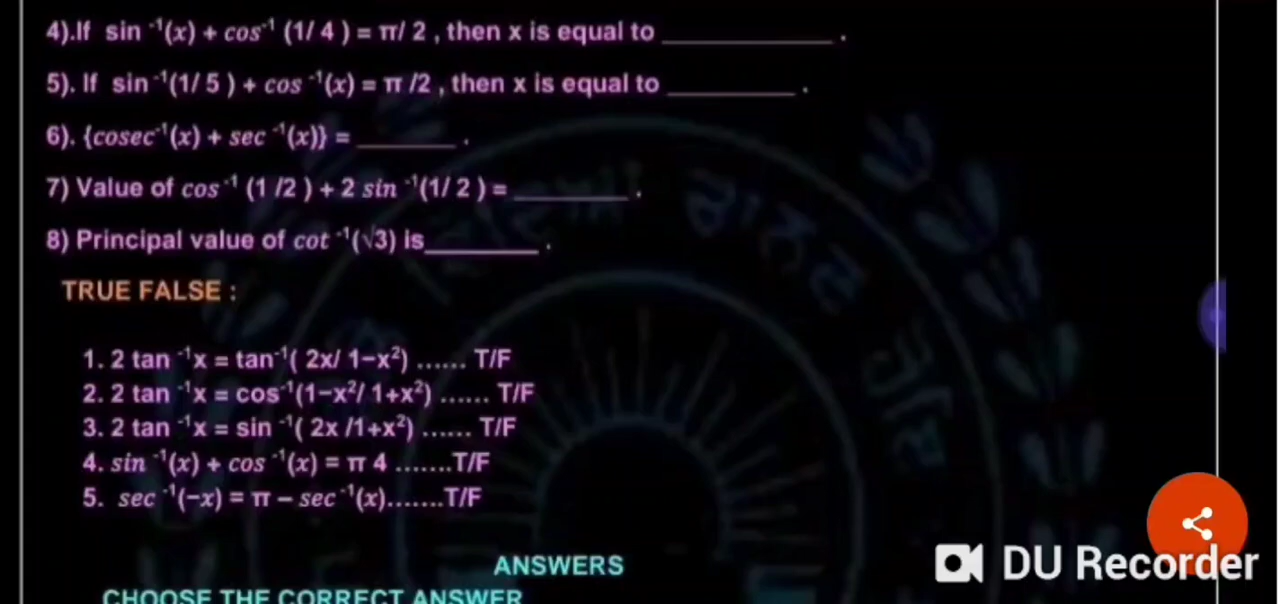 4).If sin ⁻¹(x) + cos⁻¹ (1/ 4 ) = π/ 2 , then x is equal to ____________ .
5). If sin⁻¹(1/ 5 ) + cos ⁻¹(x) = π /2 , then x is equal to _________ .
6). {cosec⁻¹(x) + sec ⁻¹(x)} = _______ .
7) Value of cos ⁻¹ (1 /2 ) + 2 sin ⁻¹(1/ 2 ) = ________ .
8) Principal value of cot ⁻¹(√3) is________ .
TRUE FALSE :
1. 2 tan ⁻¹x = tan⁻¹( 2x/ 1−x²) ...... T/F
2. 2 tan ⁻¹x = cos⁻¹(1−x²/ 1+x²) ...... T/F
3. 2 tan ⁻¹x = sin ⁻¹( 2x /1+x²) ...... T/F
4. sin ⁻¹(x) + cos ⁻¹(x) = π 4 .......T/F
5. sec ⁻¹(−x) = π − sec ⁻¹(x).......T/F
ANSWERS
CHOOSE THE CORRECT ANSWER
DU Recorder